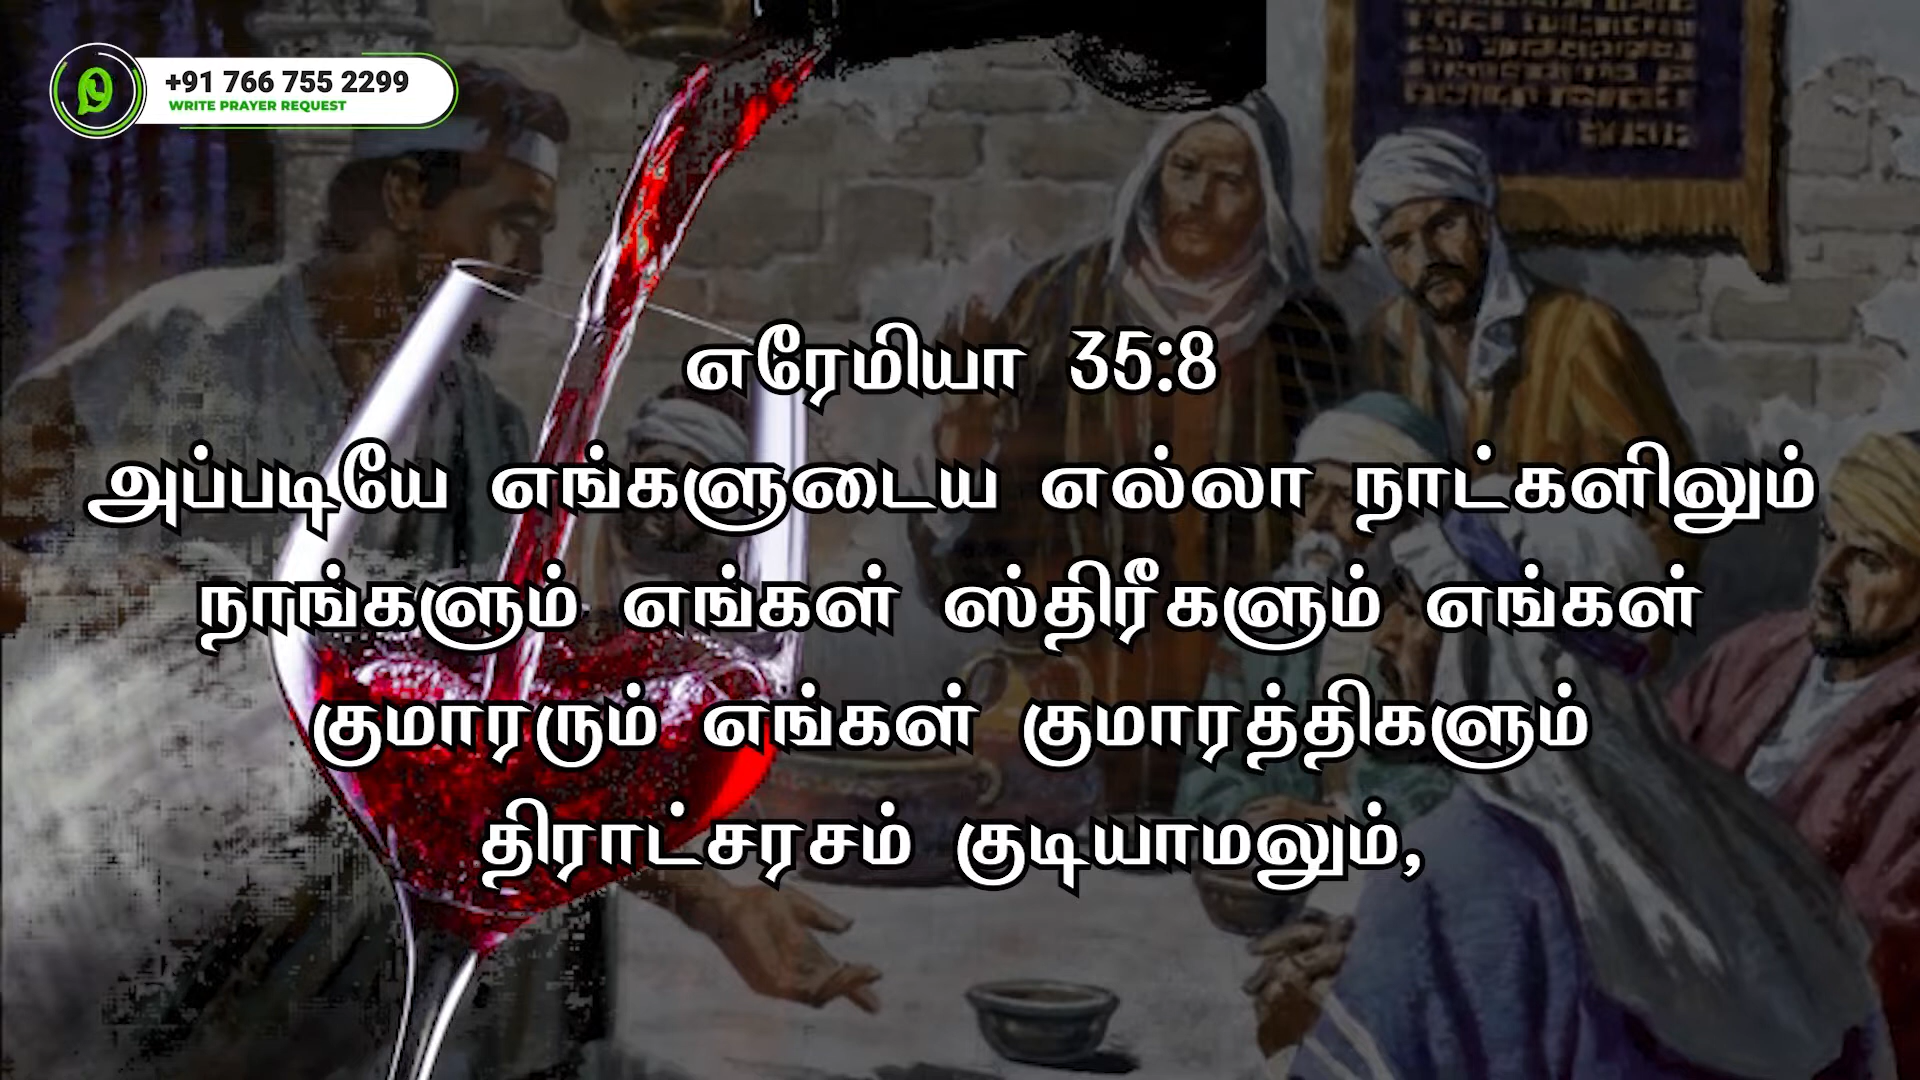 +91 766 755 2299
WRITE PRAYER REQUEST
எரேமியா 35:8
அப்படியே எங்களுடைய எல்லா நாட்களிலும்
நாங்களும் எங்கள் ஸ்திரீகளும் எங்கள்
குமாரரும் எங்கள் குமாரத்திகளும்
திராட்சரசம் குடியாமலும்,